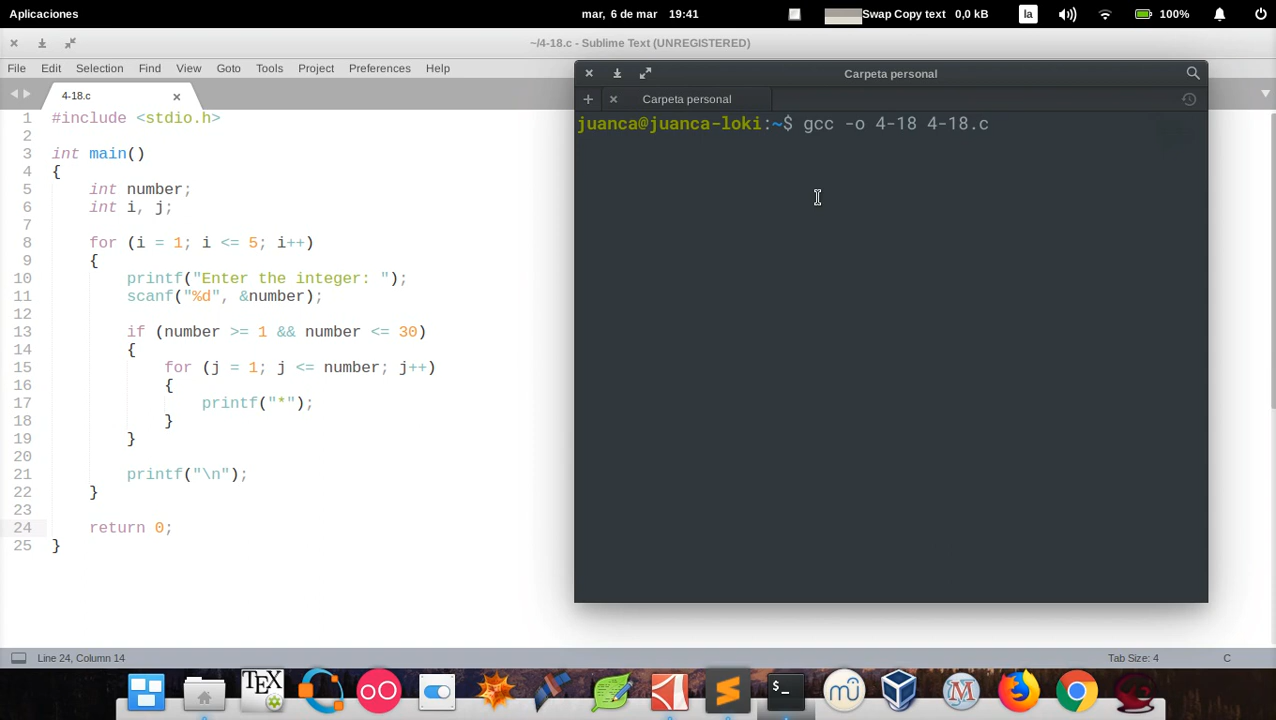 Aplicaciones
mar, 6 de mar 19:41
Swap Copy text 0,0 kB
la
100%
~/4-18.c - Sublime Text (UNREGISTERED)
File Edit Selection Find View Goto Tools Project Preferences Help
4-18.c
1 #include <stdio.h>
2
3 int main()
4 {
5 int number;
6 int i, j;
7
8 for (i = 1; i <= 5; i++)
9 {
10 printf("Enter the integer: ");
11 scanf("%d", &number);
12
13 if (number >= 1 && number <= 30)
14 {
15 for (j = 1; j <= number; j++)
16 {
17 printf("*");
18 }
19 }
20
21 printf("\n");
22 }
23
24 return 0;
25 }
Carpeta personal
Carpeta personal
juanca@juanca-loki:~$ gcc -o 4-18 4-18.c
Line 24, Column 14
Tab Size: 4
C
TEX
>_
mu
M